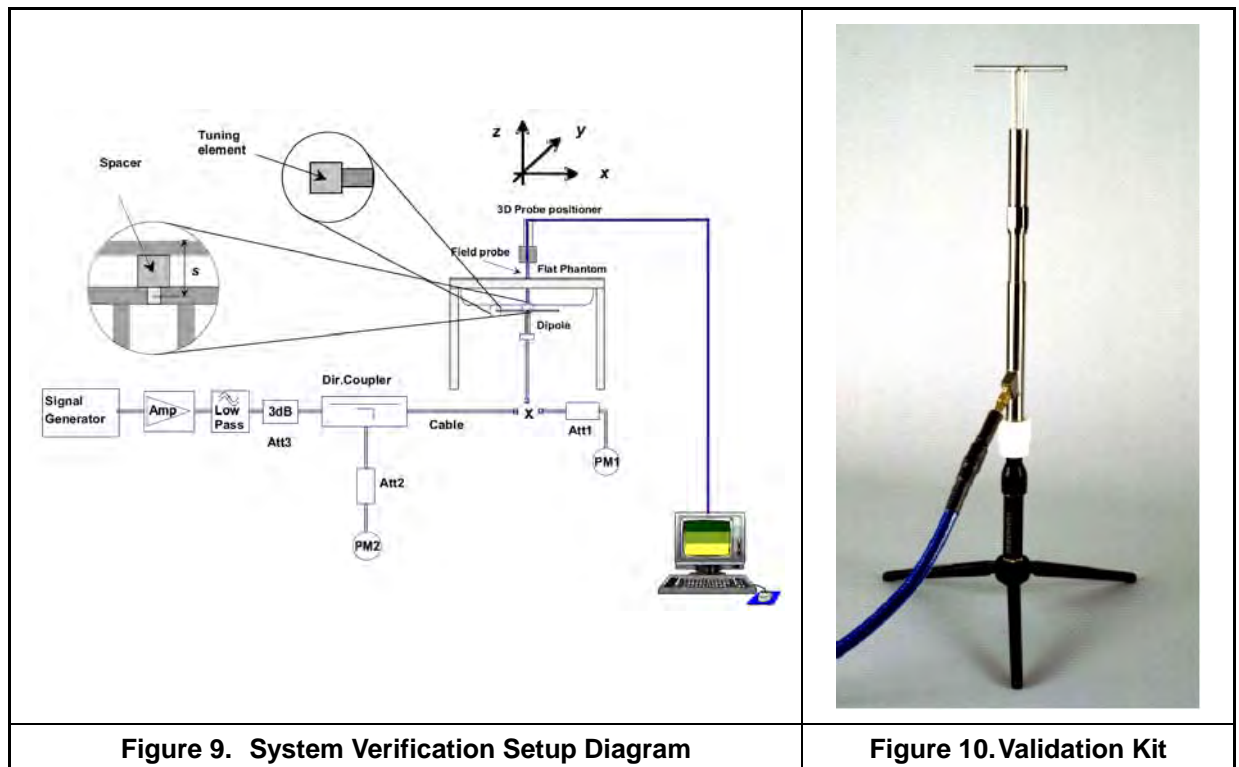 Tuning
element
Spacer
s
z
y
x
3D Probe positioner
Field probe
Flat Phantom
Dipole
Dir.Coupler
Signal
Generator
Amp
Low
Pass
3dB
Att3
Cable
x
Att1
PM1
Att2
PM2
Figure 9. System Verification Setup Diagram
Figure 10.Validation Kit